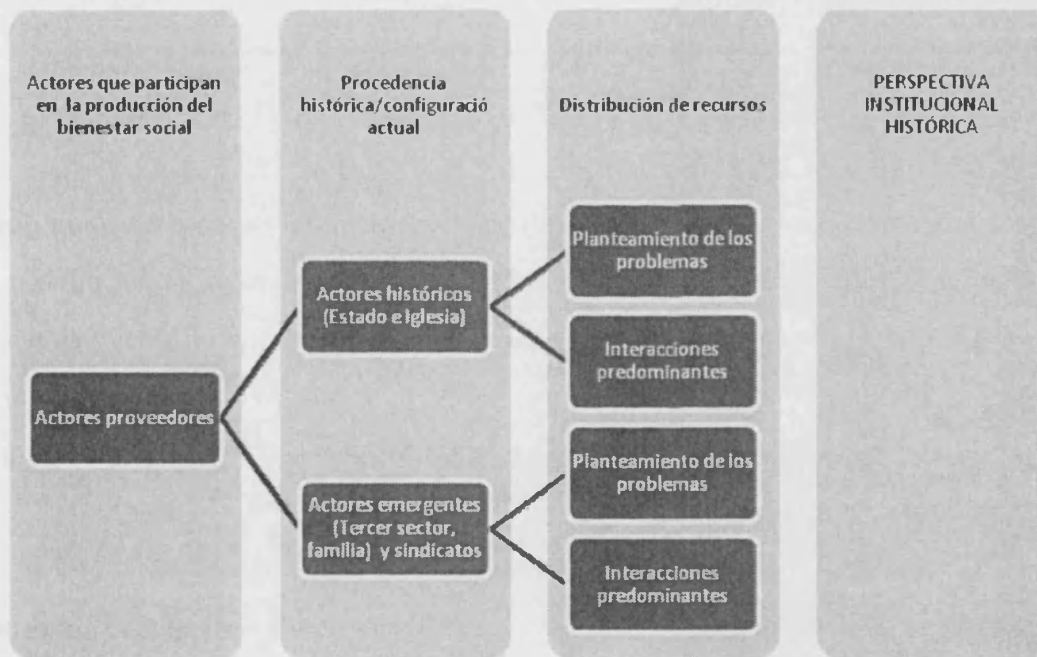 Actores que participan
en la producción del
bienestar social
Procedencia
histórica/configuració
actual
Distribución de recursos
PERSPECTIVA
INSTITUCIONAL
HISTÓRICA
Actores proveedores
Actores históricos
(Estado e Iglesia)
Actores emergentes
(Tercer sector,
familia) y sindicatos
Planteamiento de los
problemas
Interacciones
predominantes
Planteamiento de los
problemas
Interacciones
predominantes